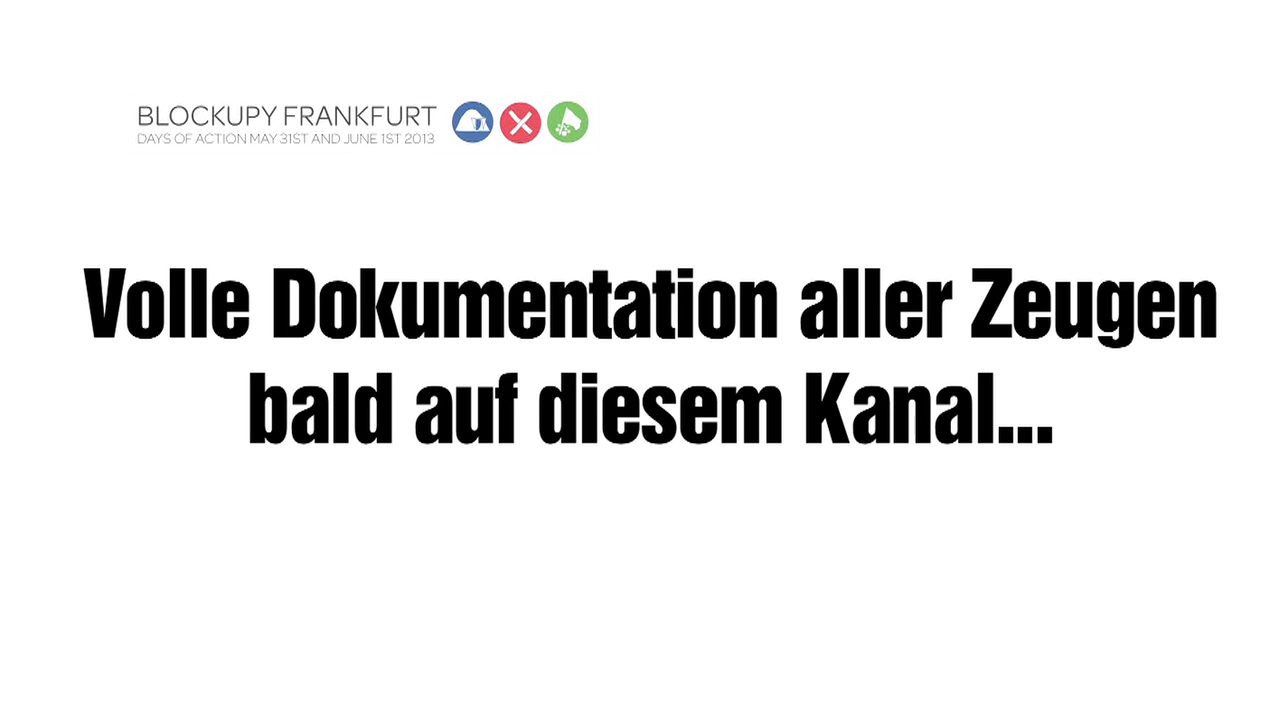 BLOCKUPY FRANKFURT
DAYS OF ACTION MAY 31ST AND JUNE 1ST 2013
Volle Dokumentation aller Zeugen
bald auf diesem Kanal...